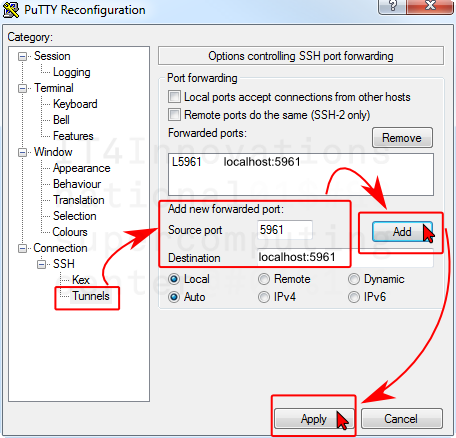 PuTTY Reconfiguration
Category:
Session
Logging
Terminal
Keyboard
Bell
Features
Window
Appearance
Behaviour
Translation
Selection
Colours
Connection
SSH
Kex
Tunnels
Options controlling SSH port forwarding
Port forwarding
Local ports accept connections from other hosts
Remote ports do the same (SSH-2 only)
Forwarded ports:
Remove
L5961 localhost:5961
Add new forwarded port:
Source port 5961
Add
Destination localhost:5961
Local Remote Dynamic
Auto IPv4 IPv6
Apply Cancel